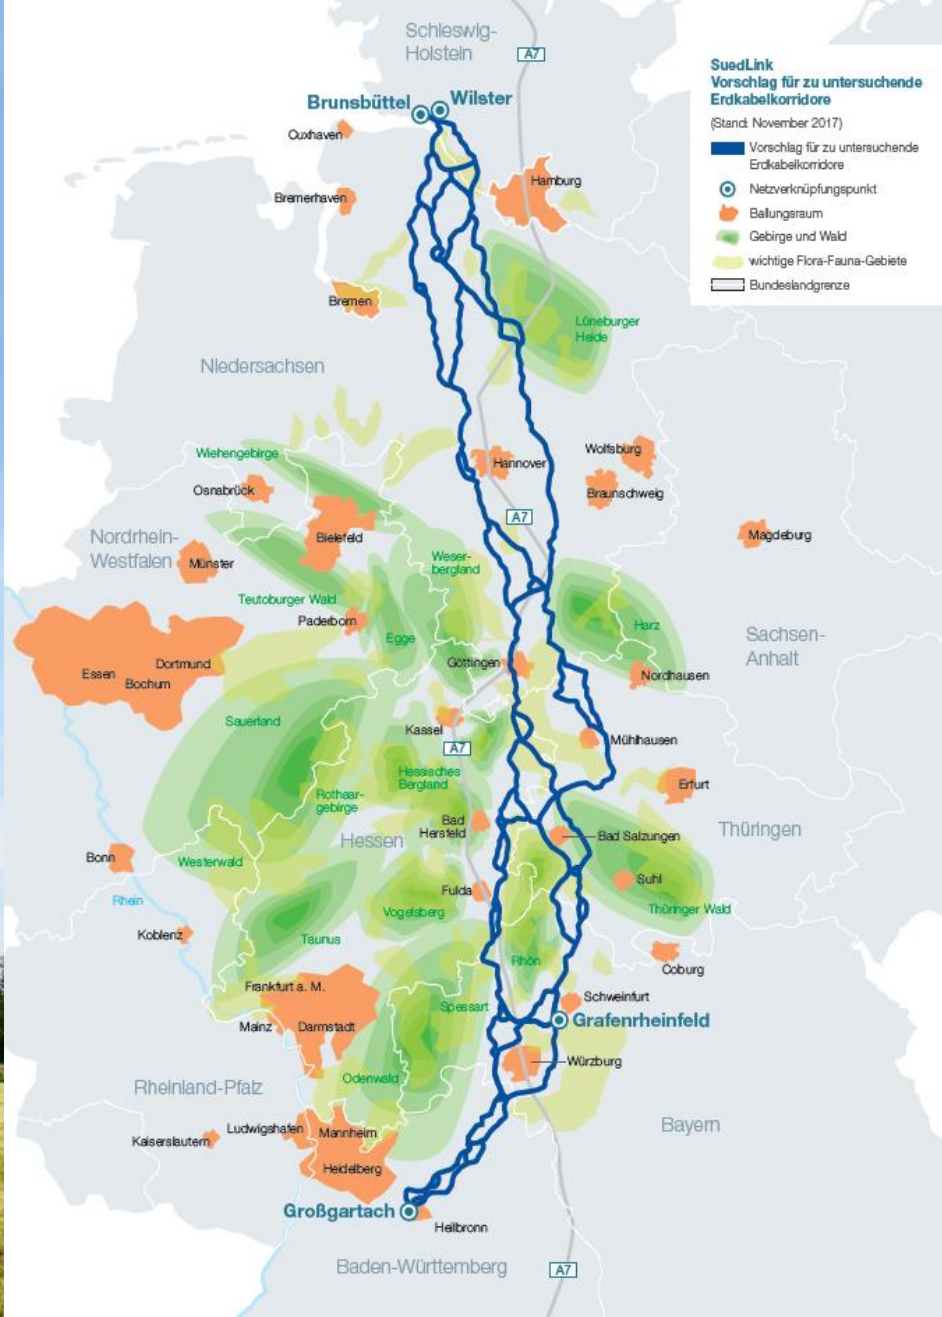 Schleswig-
Holstein
A7
SuedLink
Vorschlag für zu untersuchende
Erdkabelkorridore
(Stand: November 2017)
Vorschlag für zu untersuchende
Erdkabelkorridore
Netzverknüpfungspunkt
Ballungsraum
Gebirge und Wald
wichtige Flora-Fauna-Gebiete
Bundeslandgrenze
Brunsbüttel
Wilster
Cuxhaven
Hamburg
Bremerhaven
Bremen
Lüneburger
Heide
Niedersachsen
Wiehengebirge
Hannover
Wolfsburg
Osnabrück
Braunschweig
A7
Nordrhein-
Westfalen
Bielefeld
Magdeburg
Münster
Weser-
bergland
Teutoburger Wald
Paderborn
Egge
Harz
Sachsen-
Anhalt
Göttingen
Nordhausen
Dortmund
Essen
Bochum
Sauerland
Kassel
Mühlhausen
A7
Hessisches
Bergland
Erfurt
Rothaar-
gebirge
Bad
Hersfeld
Hessen
Bad Salzungen
Thüringen
Bonn
Westerwald
Suhl
Fulda
Rhein
Vogelsberg
Thüringer Wald
Koblenz
Taunus
Rhön
Coburg
Frankfurt a. M.
Spessart
Schweinfurt
Grafenrheinfeld
Mainz
Darmstadt
Würzburg
Odenwald
Rheinland-Pfalz
Bayern
Ludwigshafen
Mannheim
Kaiserslautern
Heidelberg
Großgartach
Heilbronn
Baden-Württemberg
A7